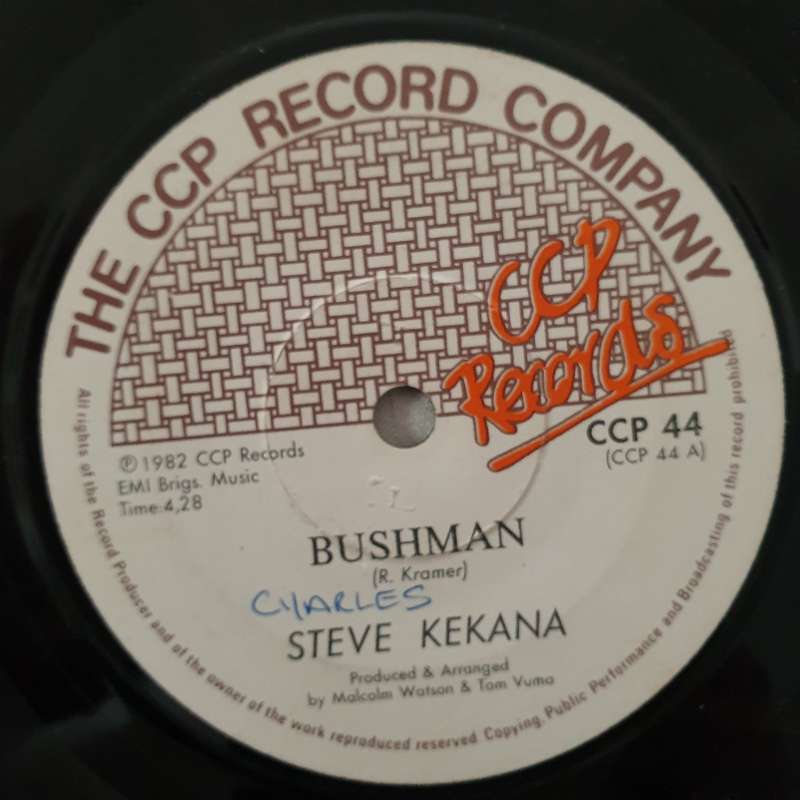 THE CCP RECORD COMPANY
CCP
Records
CCP 44
(CCP 44 A)
℗ 1982 CCP Records
EMI Brigs. Music
Time:4,28
BUSHMAN
(R. Kramer)
CHARLES
STEVE KEKANA
Produced & Arranged
by Malcolm Watson & Tom Vuma
All rights of the Record Producer and of the owner of the work reproduced reserved Copying, Public Performance and Broadcasting of this record prohibited